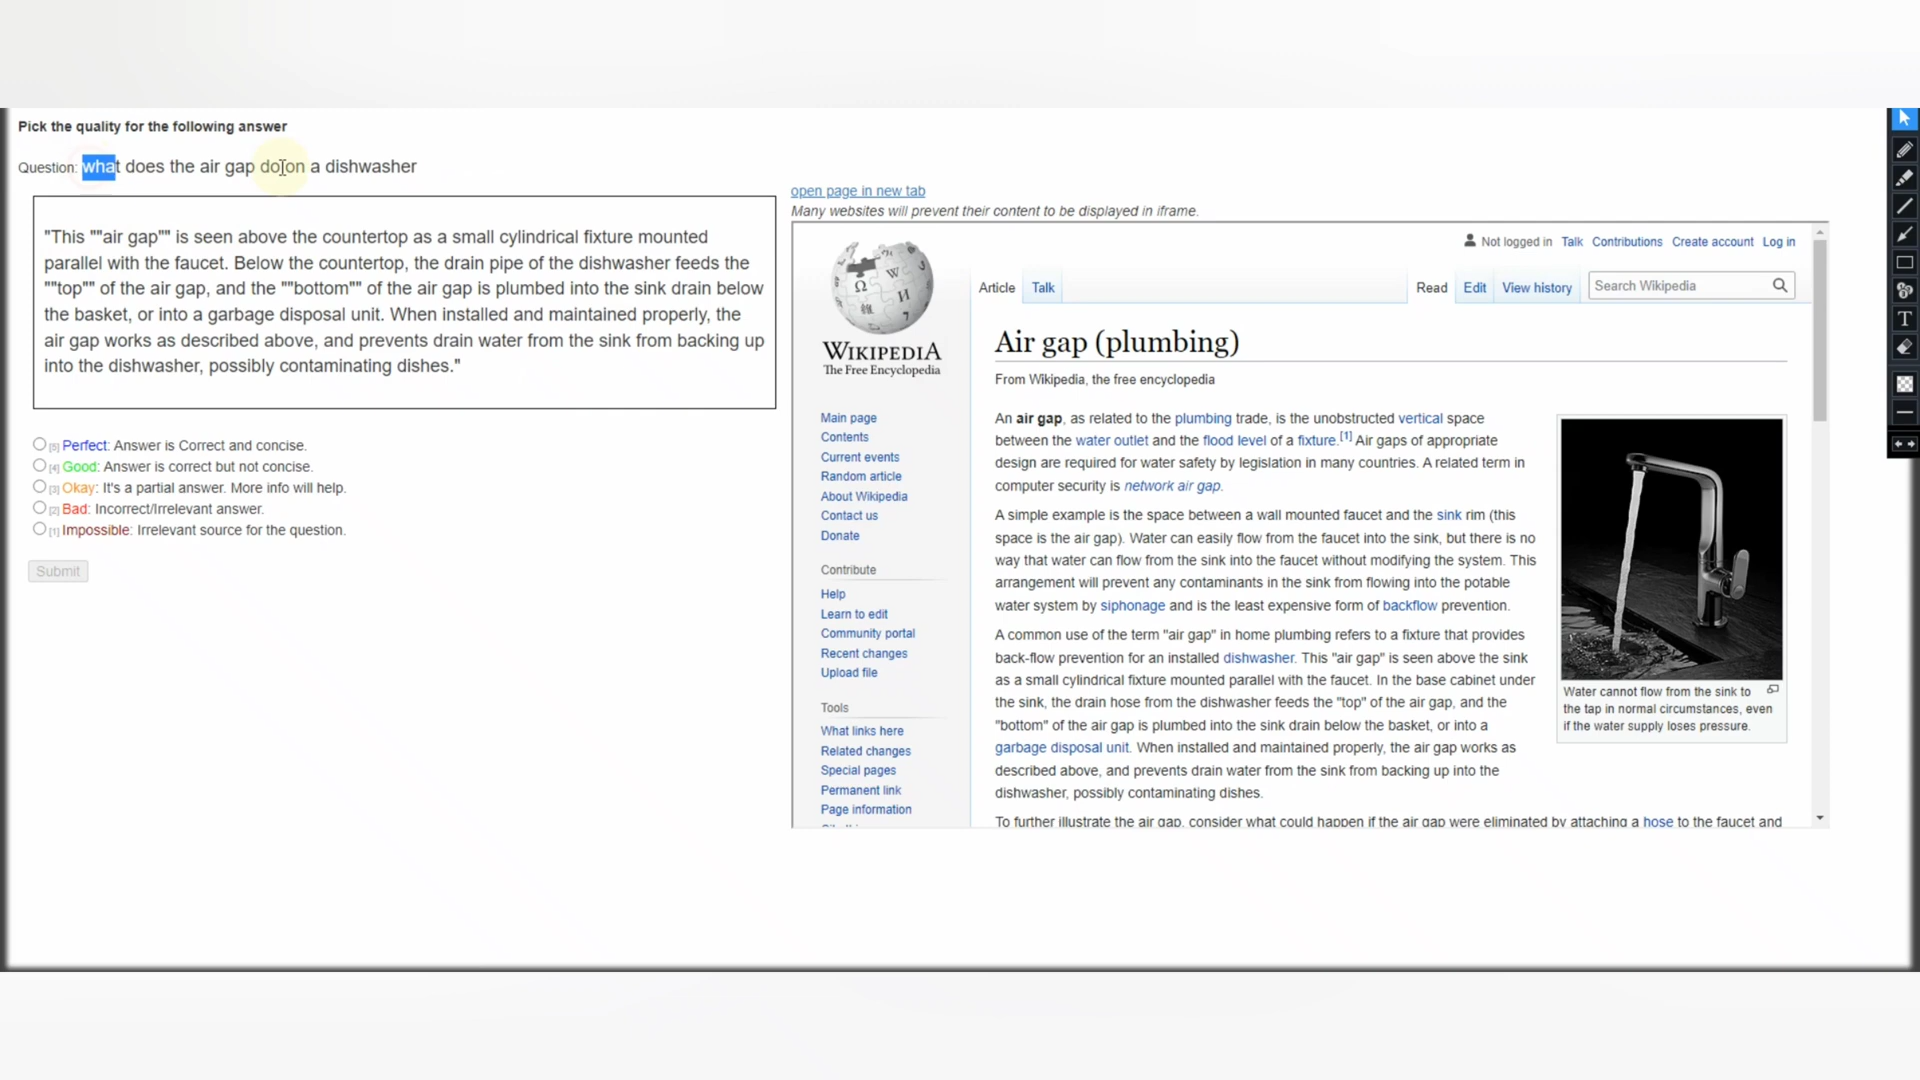 Pick the quality for the following answer
Question: what does the air gap do on a dishwasher
"This ""air gap"" is seen above the countertop as a small cylindrical fixture mounted
parallel with the faucet. Below the countertop, the drain pipe of the dishwasher feeds the
""top"" of the air gap, and the ""bottom"" of the air gap is plumbed into the sink drain below
the basket, or into a garbage disposal unit. When installed and maintained properly, the
air gap works as described above, and prevents drain water from the sink from backing up
into the dishwasher, possibly contaminating dishes."
[5] Perfect: Answer is Correct and concise.
[4] Good: Answer is correct but not concise.
[3] Okay: It's a partial answer. More info will help.
[2] Bad: Incorrect/Irrelevant answer.
[1] Impossible: Irrelevant source for the question.
Submit
open page in new tab
Many websites will prevent their content to be displayed in iframe.
WIKIPEDIA
The Free Encyclopedia
Main page
Contents
Current events
Random article
About Wikipedia
Contact us
Donate
Contribute
Help
Learn to edit
Community portal
Recent changes
Upload file
Tools
What links here
Related changes
Special pages
Permanent link
Page information
Not logged in Talk Contributions Create account Log in
Article Talk Read Edit View history Search Wikipedia
Air gap (plumbing)
From Wikipedia, the free encyclopedia
An air gap, as related to the plumbing trade, is the unobstructed vertical space
between the water outlet and the flood level of a fixture.[1] Air gaps of appropriate
design are required for water safety by legislation in many countries. A related term in
computer security is network air gap.
A simple example is the space between a wall mounted faucet and the sink rim (this
space is the air gap). Water can easily flow from the faucet into the sink, but there is no
way that water can flow from the sink into the faucet without modifying the system. This
arrangement will prevent any contaminants in the sink from flowing into the potable
water system by siphonage and is the least expensive form of backflow prevention.
A common use of the term "air gap" in home plumbing refers to a fixture that provides
back-flow prevention for an installed dishwasher. This "air gap" is seen above the sink
as a small cylindrical fixture mounted parallel with the faucet. In the base cabinet under
the sink, the drain hose from the dishwasher feeds the "top" of the air gap, and the
"bottom" of the air gap is plumbed into the sink drain below the basket, or into a
garbage disposal unit. When installed and maintained properly, the air gap works as
described above, and prevents drain water from the sink from backing up into the
dishwasher, possibly contaminating dishes.
To further illustrate the air gap, consider what could happen if the air gap were eliminated by attaching a hose to the faucet and
Water cannot flow from the sink to
the tap in normal circumstances, even
if the water supply loses pressure.